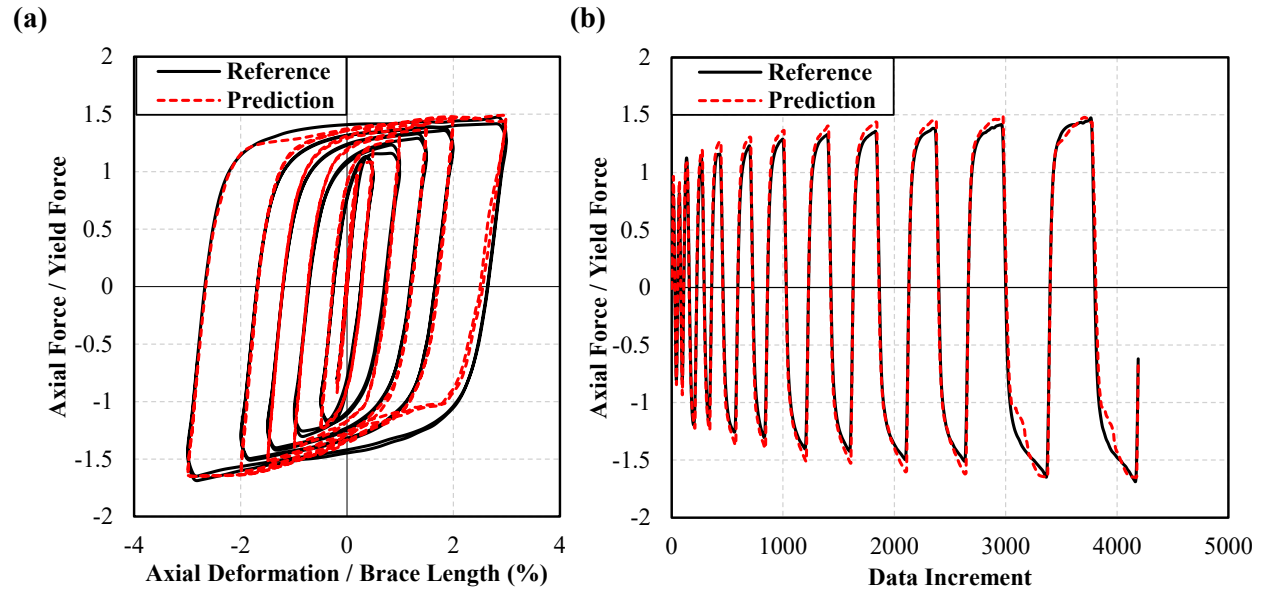 (a)
2
1.5
1
0.5
0
-0.5
-1
-1.5
-2
-4
-2
0
2
4
Axial Force / Yield Force
Axial Deformation / Brace Length (%)
Reference
Prediction
(b)
2
1.5
1
0.5
0
-0.5
-1
-1.5
-2
0
1000
2000
3000
4000
5000
Axial Force / Yield Force
Data Increment
Reference
Prediction